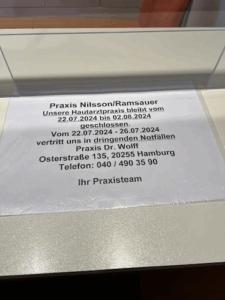 Praxis Nilsson/Ramsauer
Unsere Hautarztpraxis bleibt vom
22.07.2024 bis 02.08.2024
geschlossen.
Vom 22.07.2024 - 26.07.2024
vertritt uns in dringenden Notfällen
Praxis Dr. Wolff
Osterstraße 135, 20255 Hamburg
Telefon: 040 / 490 35 90
Ihr Praxisteam